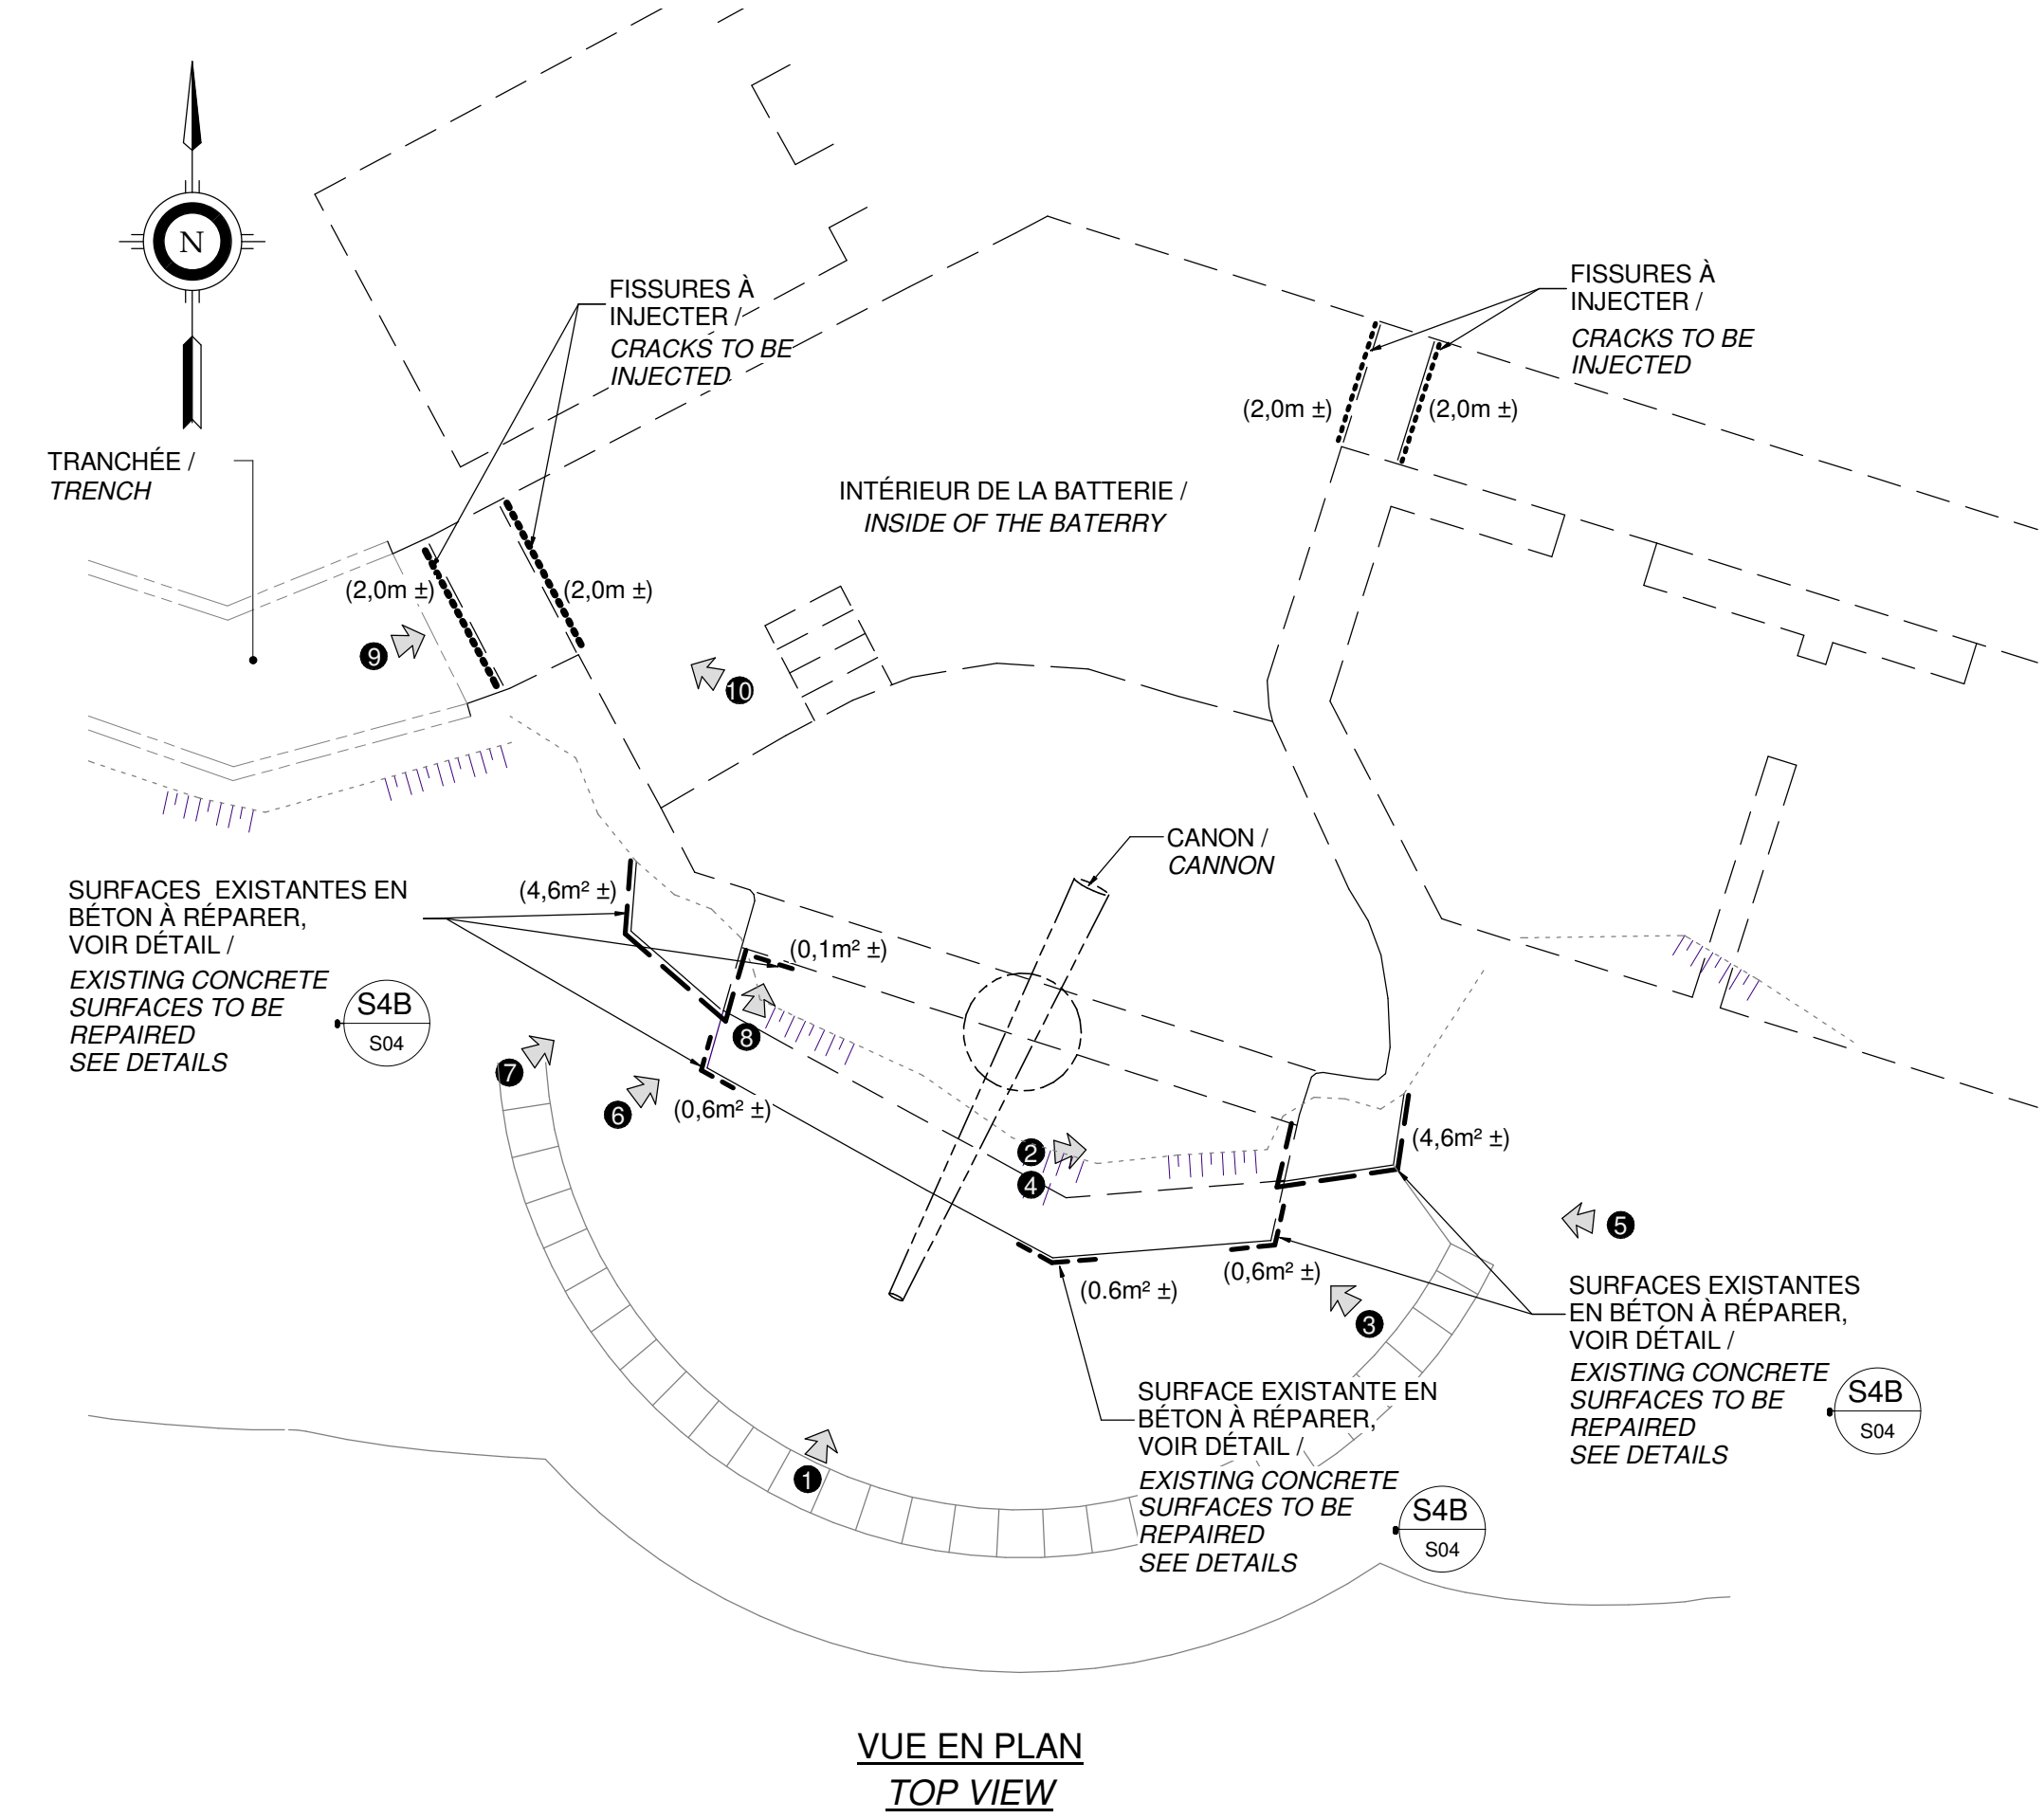 N
FISSURES À
INJECTER /
CRACKS TO BE
INJECTED
FISSURES À
INJECTER /
CRACKS TO BE
INJECTED
(2,0m ±)
(2,0m ±)
TRANCHÉE /
TRENCH
INTÉRIEUR DE LA BATTERIE /
INSIDE OF THE BATERRY
(2,0m ±)
(2,0m ±)
9
10
CANON /
CANNON
SURFACES EXISTANTES EN
BÉTON À RÉPARER,
VOIR DÉTAIL /
EXISTING CONCRETE
SURFACES TO BE
REPAIRED
SEE DETAILS
S4B
S04
(4,6m² ±)
(0,1m² ±)
8
7
6
(0,6m² ±)
2
4
(4,6m² ±)
5
(0.6m² ±)
(0,6m² ±)
3
SURFACES EXISTANTES
EN BÉTON À RÉPARER,
VOIR DÉTAIL /
EXISTING CONCRETE
SURFACES TO BE
REPAIRED
SEE DETAILS
S4B
S04
SURFACE EXISTANTE EN
BÉTON À RÉPARER,
VOIR DÉTAIL /
EXISTING CONCRETE
SURFACES TO BE
REPAIRED
SEE DETAILS
S4B
S04
1
VUE EN PLAN
TOP VIEW